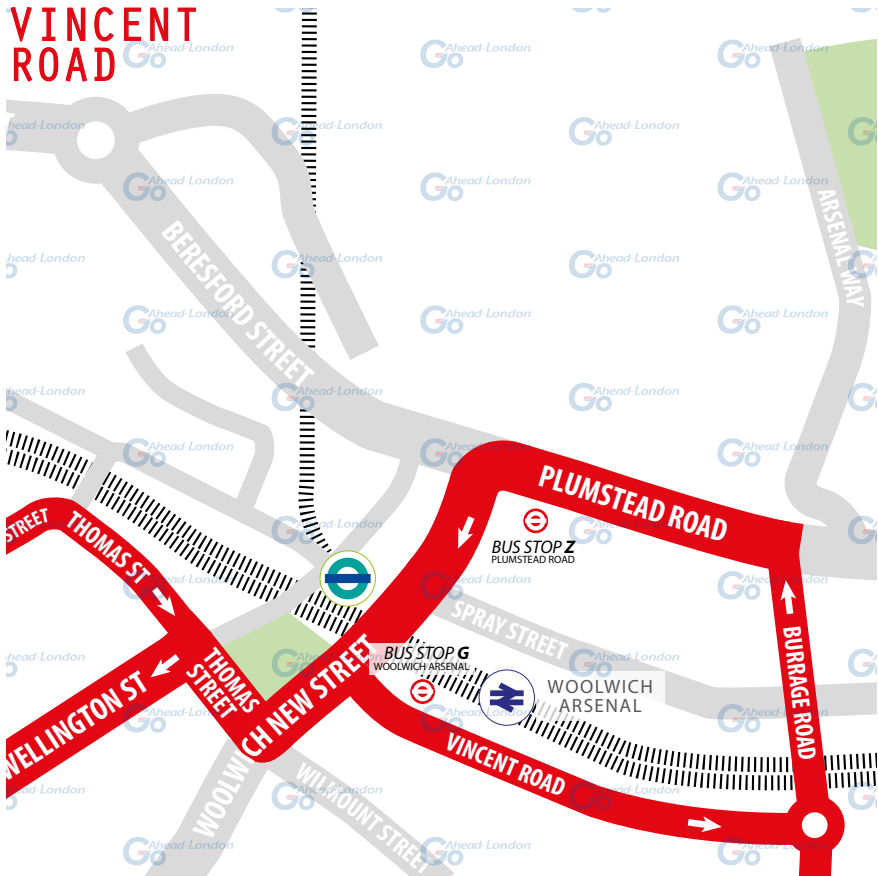 VINCENT
ROAD
Go Ahead-London
BERESFORD STREET
ARSENAL WAY
PLUMSTEAD ROAD
BUS STOP Z
PLUMSTEAD ROAD
STREET
THOMAS ST
SPRAY STREET
BUS STOP G
WOOLWICH ARSENAL
WOOLWICH
ARSENAL
BURRAGE ROAD
THOMAS
STREET
WELLINGTON ST
WOOLWICH NEW STREET
VINCENT ROAD
WILMOUNT STREET